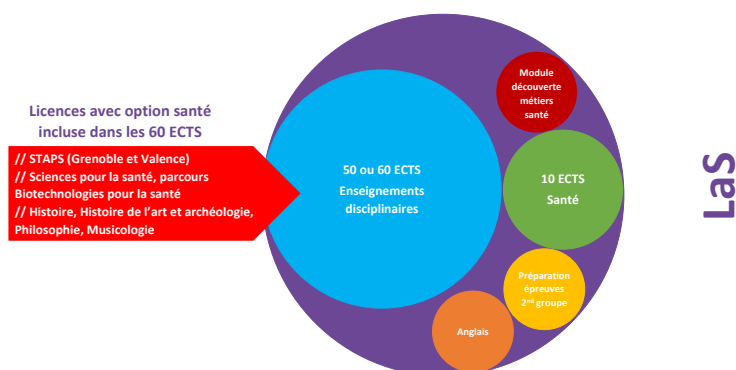 Licences avec option santé
incluse dans les 60 ECTS
// STAPS (Grenoble et Valence)
// Sciences pour la santé, parcours
Biotechnologies pour la santé
// Histoire, Histoire de l'art et archéologie,
Philosophie, Musicologie
50 ou 60 ECTS
Enseignements
disciplinaires
Module
découverte
métiers
santé
10 ECTS
Santé
Préparation
épreuves
2nd groupe
Anglais
LaS